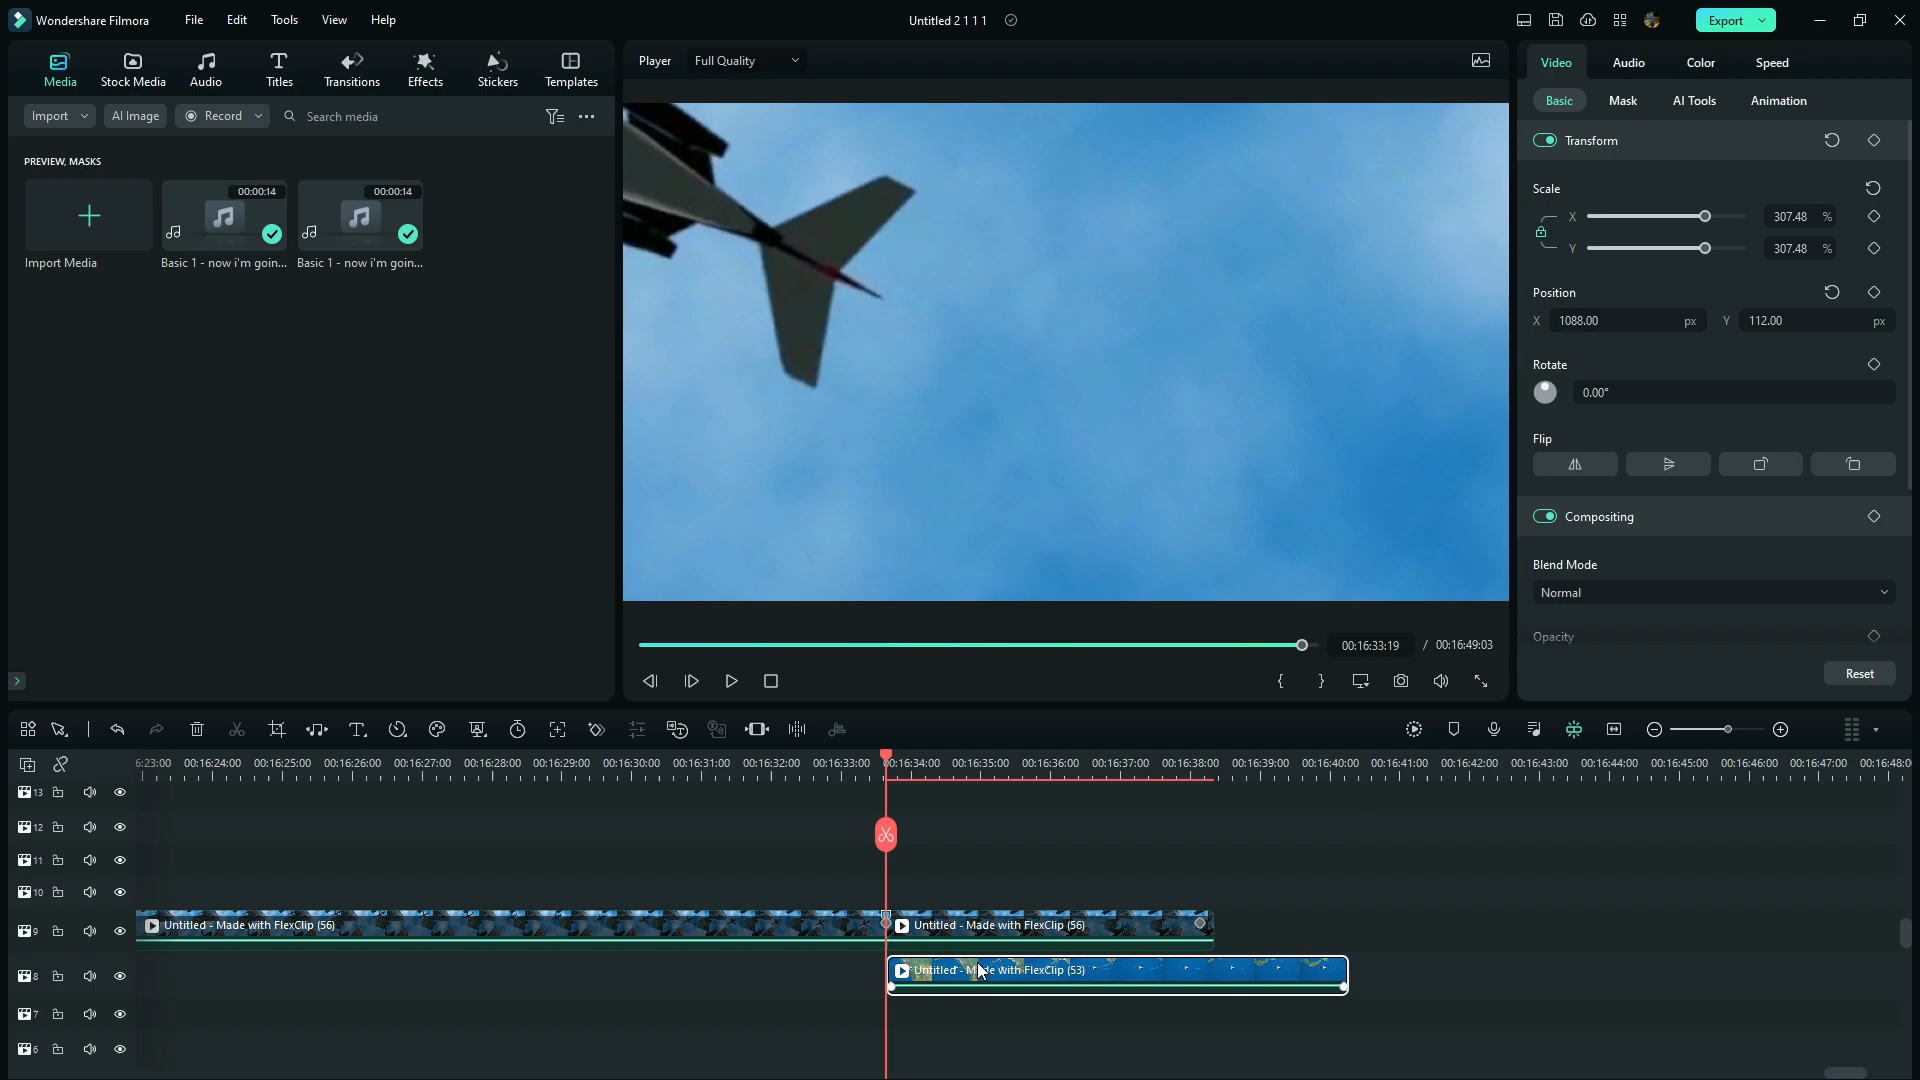 Wondershare Filmora
File
Edit
Tools
View
Help
Untitled 2 1 1 1
Export
Media
Stock Media
Audio
Titles
Transitions
Effects
Stickers
Templates
Player
Full Quality
Video
Audio
Color
Speed
Import
AI Image
Record
Search media
Basic
Mask
AI Tools
Animation
PREVIEW, MASKS
Transform
00:00:14
00:00:14
Import Media
Basic 1 - now i'm goin...
Basic 1 - now i'm goin...
Scale
X
307.48
%
Y
307.48
%
Position
X
1088.00
px
Y
112.00
px
Rotate
0.00°
Flip
Compositing
Blend Mode
Normal
Opacity
Reset
00:16:33:19
/
00:16:49:03
6:23:00
00:16:24:00
00:16:25:00
00:16:26:00
00:16:27:00
00:16:28:00
00:16:29:00
00:16:30:00
00:16:31:00
00:16:32:00
00:16:33:00
00:16:34:00
00:16:35:00
00:16:36:00
00:16:37:00
00:16:38:00
00:16:39:00
00:16:40:00
00:16:41:00
00:16:42:00
00:16:43:00
00:16:44:00
00:16:45:00
00:16:46:00
00:16:47:00
00:16:48:0
13
12
11
10
9
Untitled - Made with FlexClip (56)
Untitled - Made with FlexClip (56)
8
Untitled - Made with FlexClip (53)
7
6